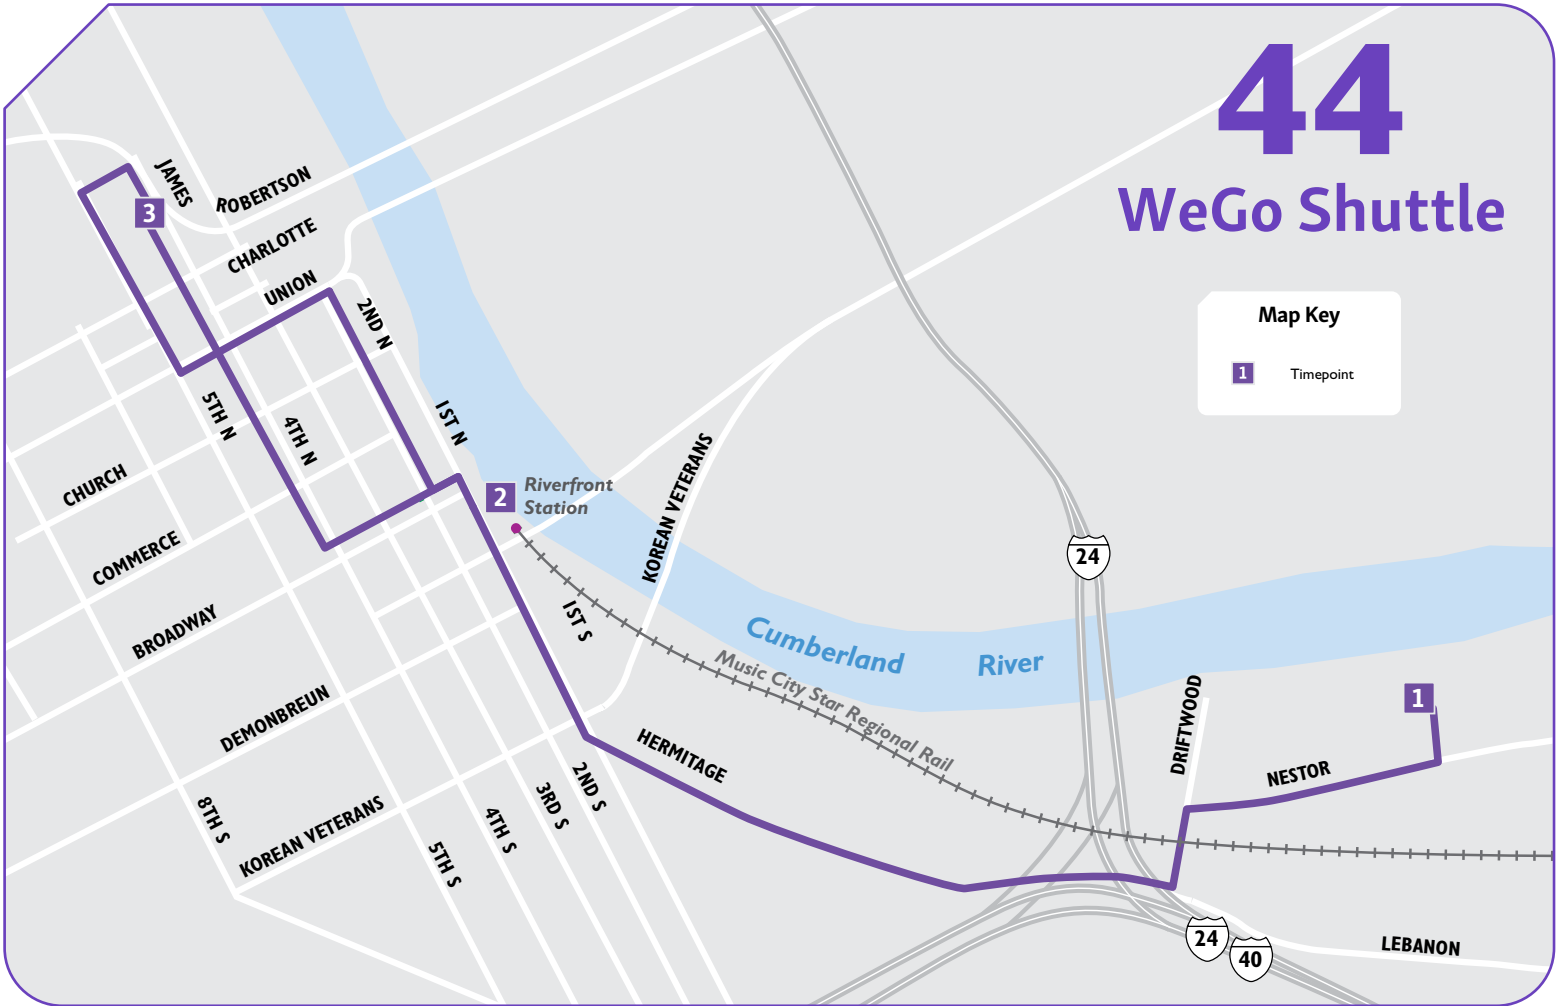 44
WeGo Shuttle
Map Key
1
Timepoint
JAMES
ROBERTSON
3
CHARLOTTE
UNION
2ND N
5TH N
4TH N
1ST N
CHURCH
2
Riverfront
Station
KOREAN VETERANS
COMMERCE
24
BROADWAY
1ST S
Cumberland River
Music City Star Regional Rail
DEMONBREUN
DRIFTWOOD
1
HERMITAGE
NESTOR
8TH S
KOREAN VETERANS
2ND S
3RD S
4TH S
5TH S
24
40
LEBANON